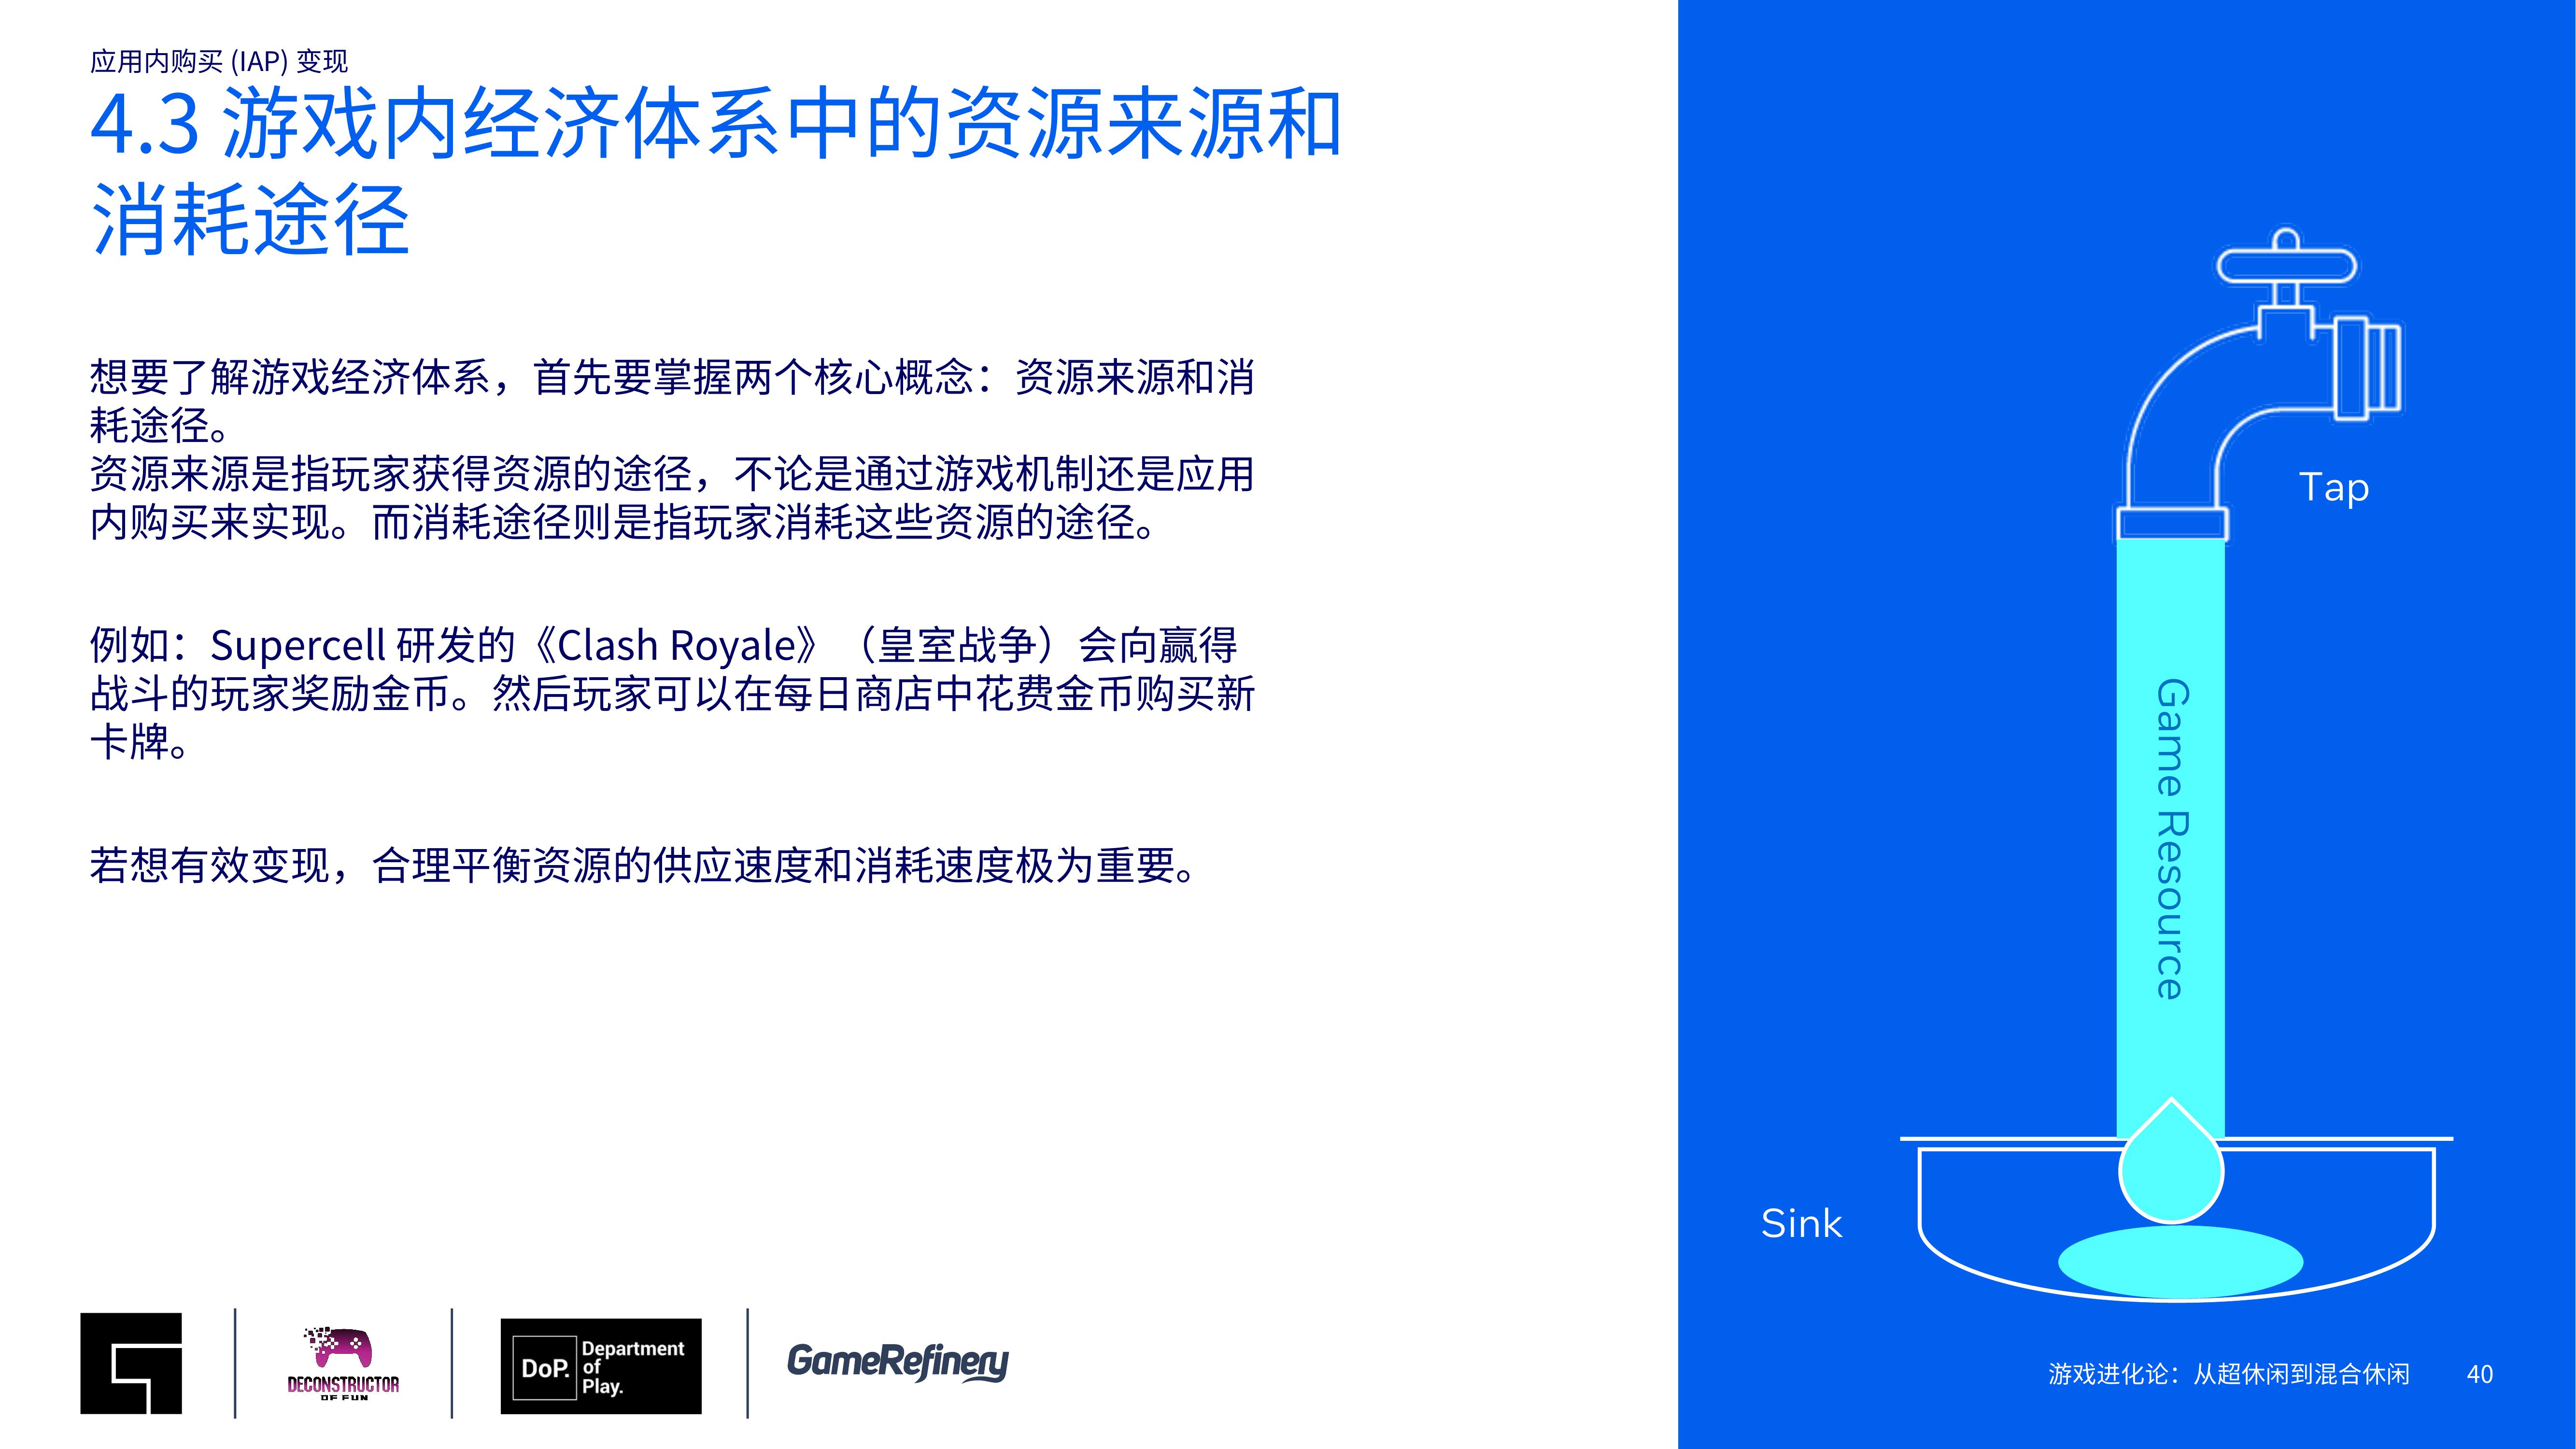 应用内购买 (IAP) 变现
4.3 游戏内经济体系中的资源来源和
消耗途径
想要了解游戏经济体系，首先要掌握两个核心概念：资源来源和消
耗途径。
资源来源是指玩家获得资源的途径，不论是通过游戏机制还是应用
内购买来实现。而消耗途径则是指玩家消耗这些资源的途径。
例如：Supercell 研发的《Clash Royale》（皇室战争）会向赢得
战斗的玩家奖励金币。然后玩家可以在每日商店中花费金币购买新
卡牌。
若想有效变现，合理平衡资源的供应速度和消耗速度极为重要。
Tap
Game Resource
Sink
DECONSTRUCTOR
OF FUN
DoP.
Department
of
Play.
GameRefinery
游戏进化论：从超休闲到混合休闲
40